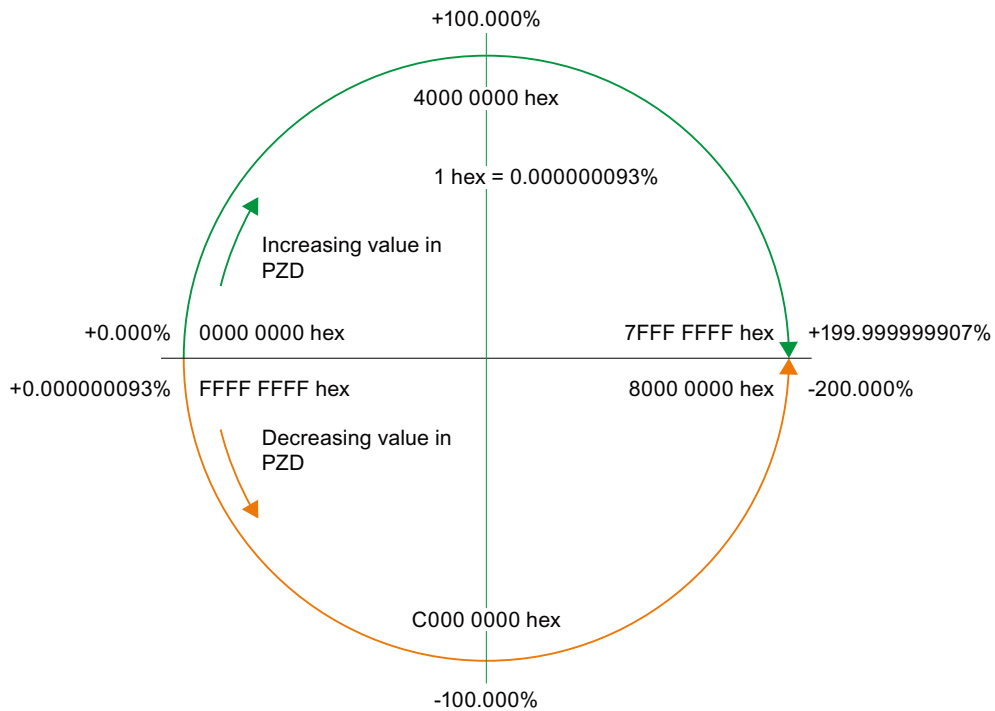 +100.000%
4000 0000 hex
1 hex = 0.000000093%
Increasing value in
PZD
+0.000%
0000 0000 hex
7FFF FFFF hex
+199.999999907%
+0.000000093%
FFFF FFFF hex
8000 0000 hex
-200.000%
Decreasing value in
PZD
C000 0000 hex
-100.000%